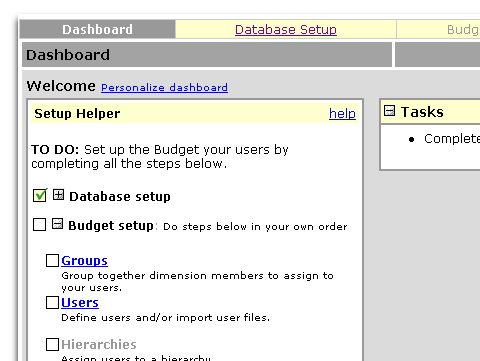 Dashboard Database Setup Budg
Dashboard
Welcome Personalize dashboard
Setup Helper help
Tasks
TO DO: Set up the Budget your users by
completing all the steps below.
Complete
Database setup
Budget setup: Do steps below in your own order
Groups
Group together dimension members to assign to
your users.
Users
Define users and/or import user files.
Hierarchies
Assign users to a hierarchy.